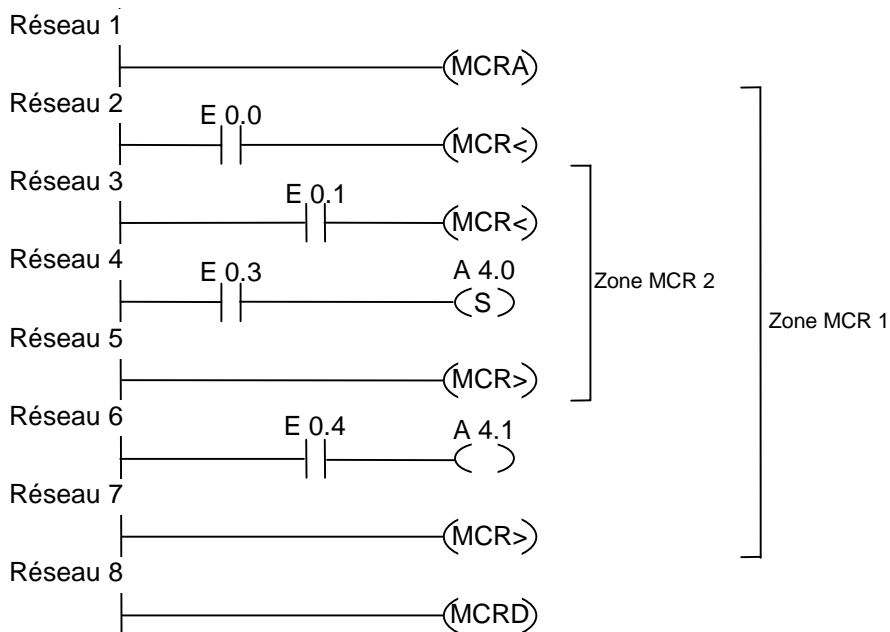 Réseau 1
(MCRA)
Réseau 2
E 0.0
(MCR<)
Réseau 3
E 0.1
(MCR<)
Réseau 4
E 0.3
A 4.0
(S)
Zone MCR 2
Zone MCR 1
Réseau 5
(MCR>)
Réseau 6
E 0.4
A 4.1
( )
Réseau 7
(MCR>)
Réseau 8
(MCRD)